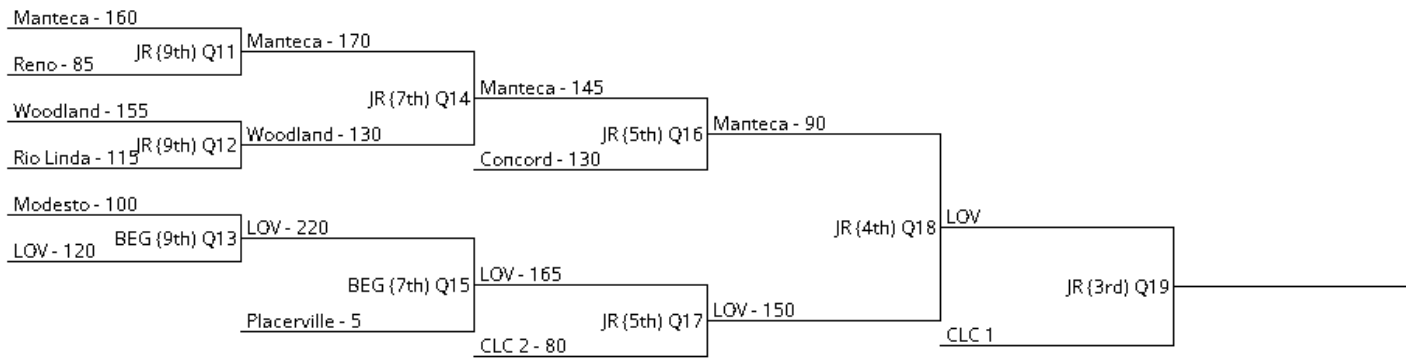 Manteca - 160
JR (9th) Q11
Reno - 85
Manteca - 170
Woodland - 155
JR (9th) Q12
Rio Linda - 115
Woodland - 130
JR (7th) Q14
Manteca - 145
Concord - 130
JR (5th) Q16
Manteca - 90
Modesto - 100
BEG (9th) Q13
LOV - 120
LOV - 220
BEG (7th) Q15
Placerville - 5
LOV - 165
JR (5th) Q17
CLC 2 - 80
LOV - 150
JR (4th) Q18
LOV
JR (3rd) Q19
CLC 1